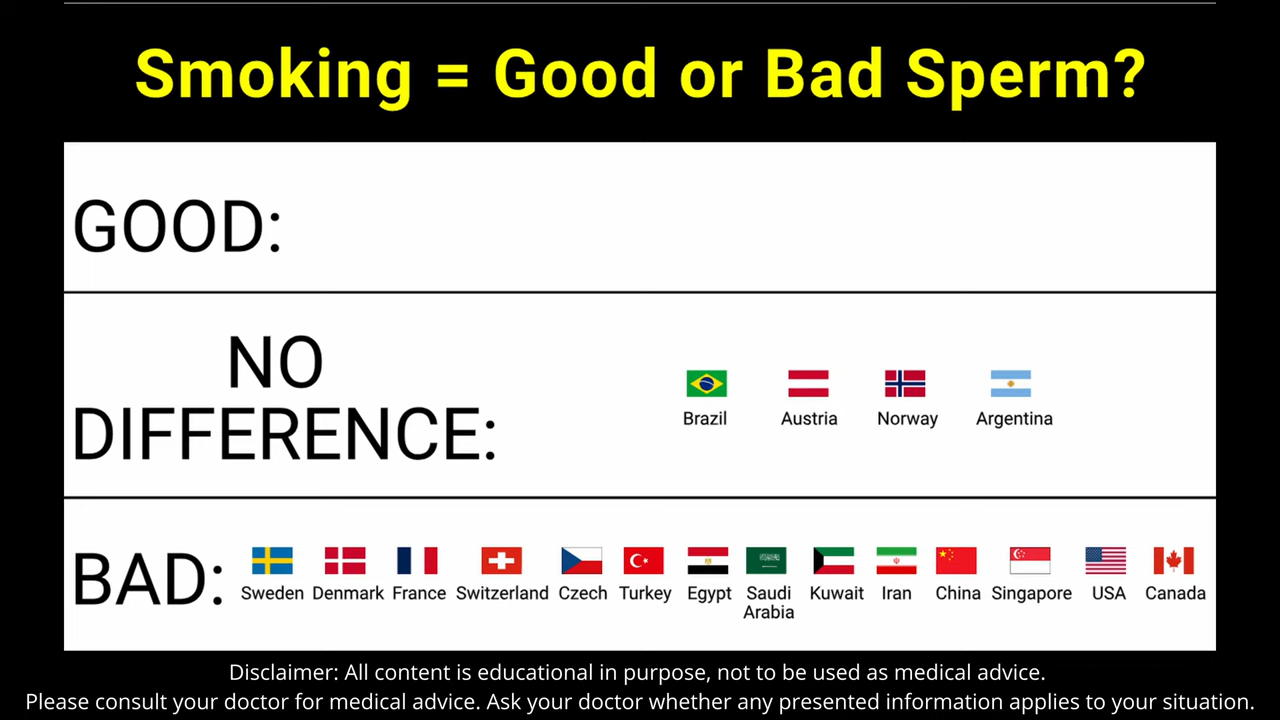 Smoking = Good or Bad Sperm?
GOOD:
NO
DIFFERENCE:
Brazil Austria Norway Argentina
BAD:
Sweden Denmark France Switzerland Czech Turkey Egypt Saudi Arabia Kuwait Iran China Singapore USA Canada
Disclaimer: All content is educational in purpose, not to be used as medical advice.
Please consult your doctor for medical advice. Ask your doctor whether any presented information applies to your situation.